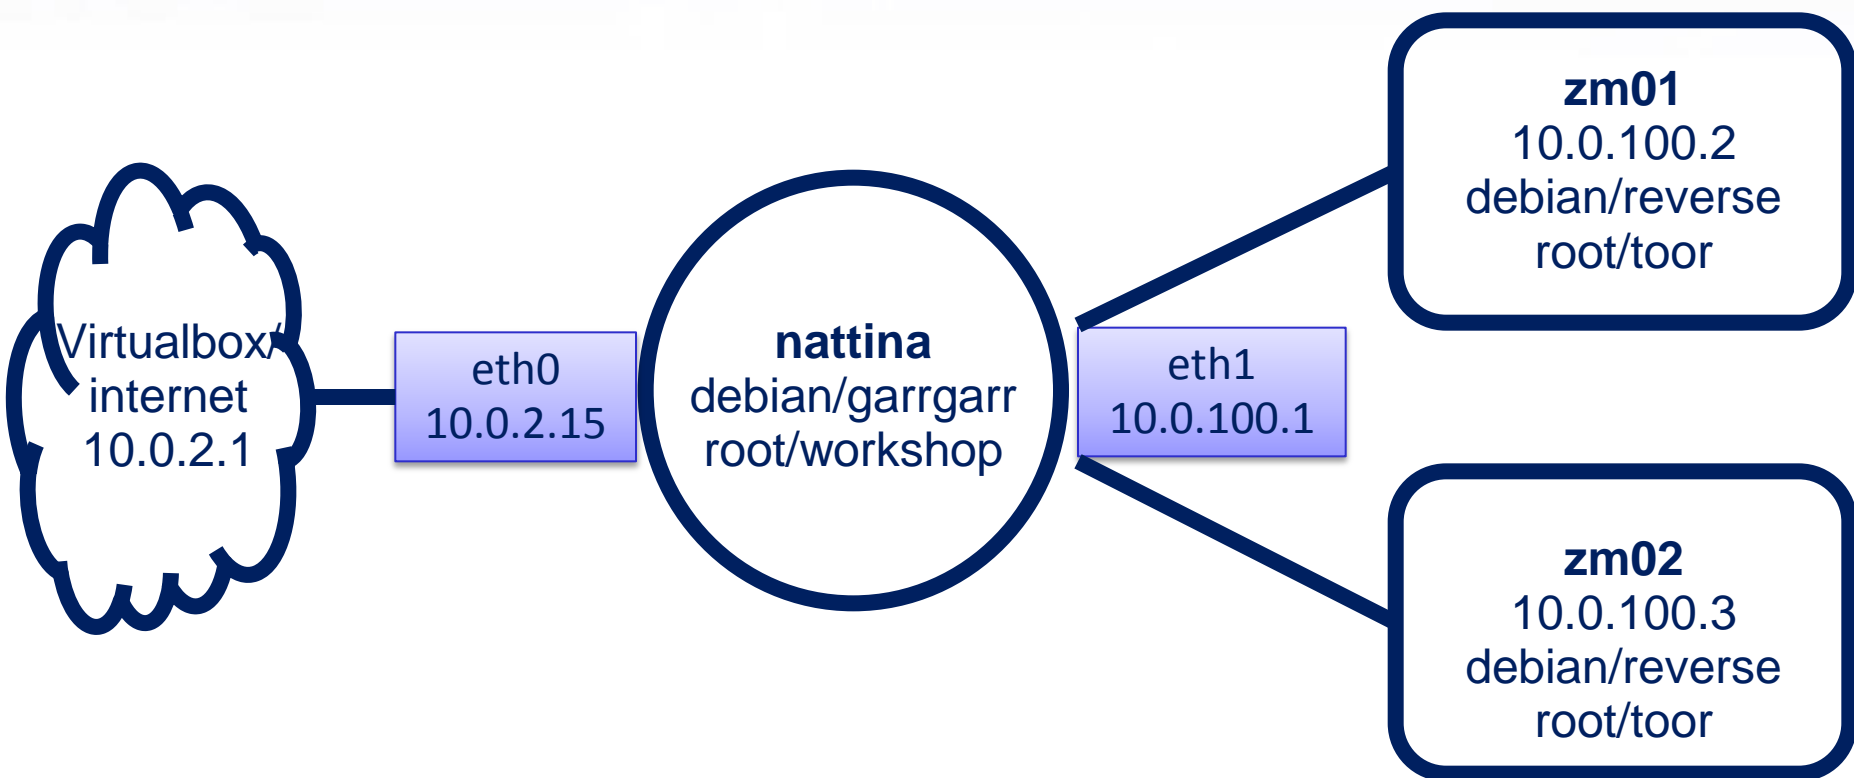 Virtualbox/
internet
10.0.2.1
eth0
10.0.2.15
nattina
debian/garrgarr
root/workshop
eth1
10.0.100.1
zm01
10.0.100.2
debian/reverse
root/toor
zm02
10.0.100.3
debian/reverse
root/toor